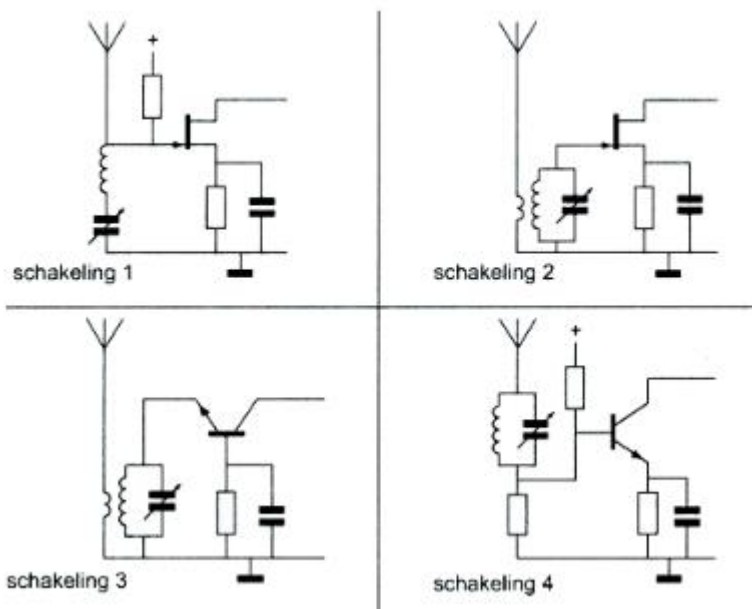 +
schakeling 1
schakeling 2
+
schakeling 3
schakeling 4